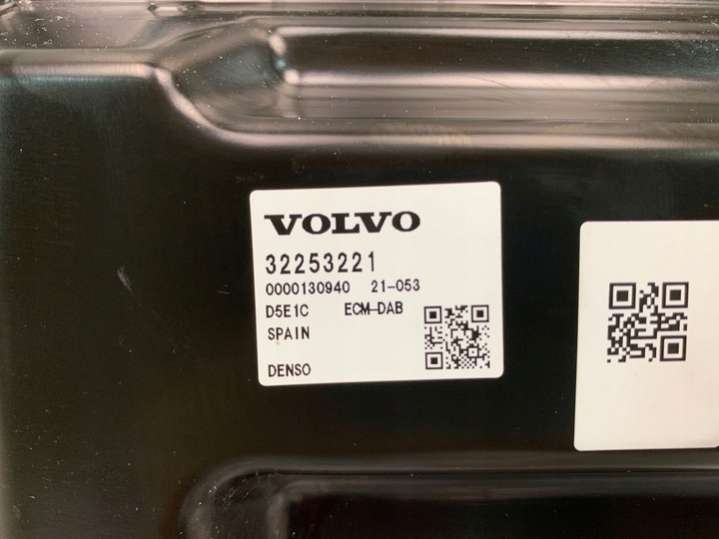 VOLVO
32253221
0000130940 21-053
D5E1C ECM-DAB
SPAIN
DENSO